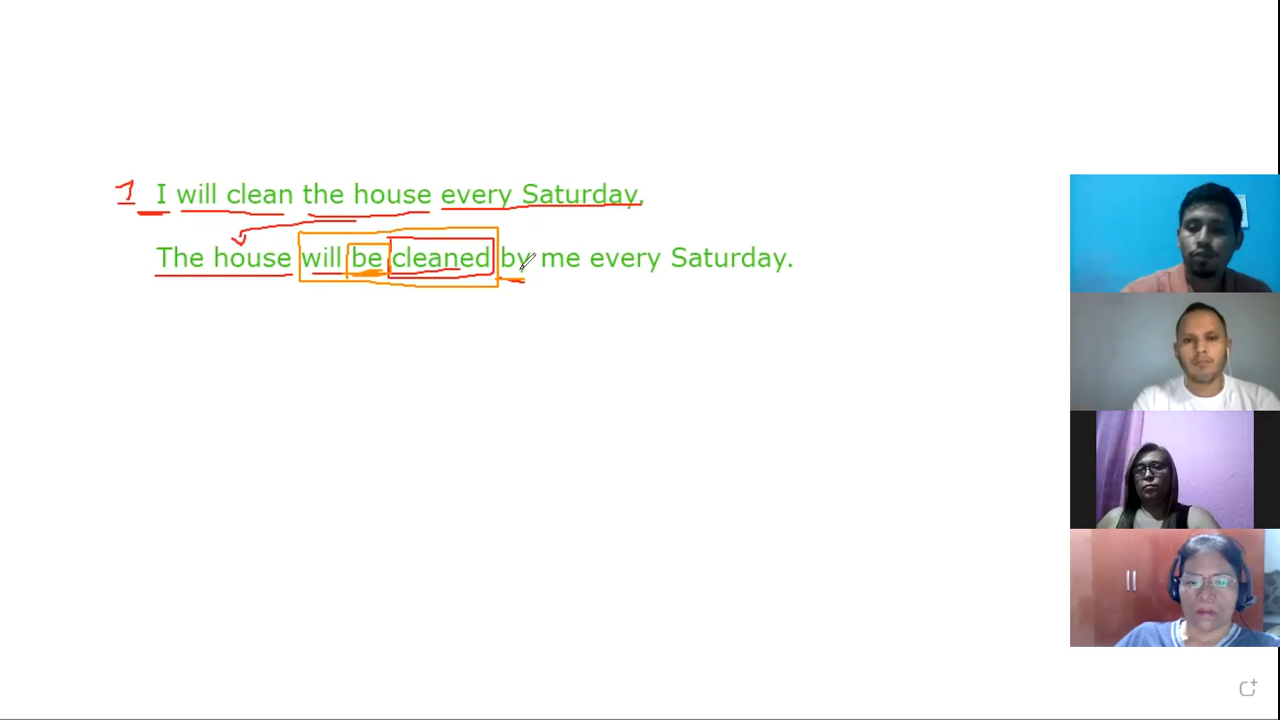 1 I will clean the house every Saturday.
The house will be cleaned by me every Saturday.